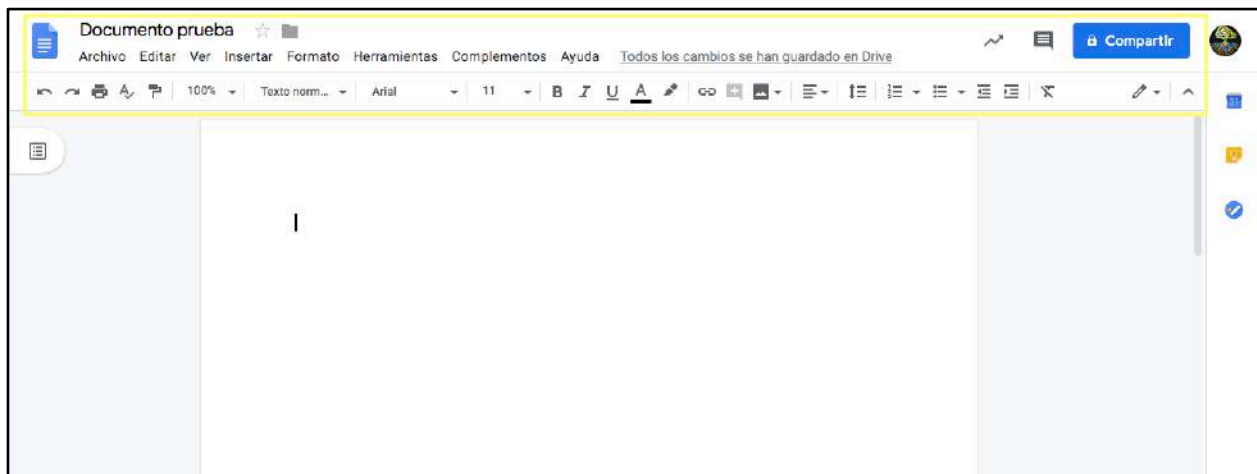 Documento prueba
Archivo Editar Ver Insertar Formato Herramientas Complementos Ayuda Todos los cambios se han guardado en Drive
Compartir
100% Texto norm... Arial 11 B I U A
31